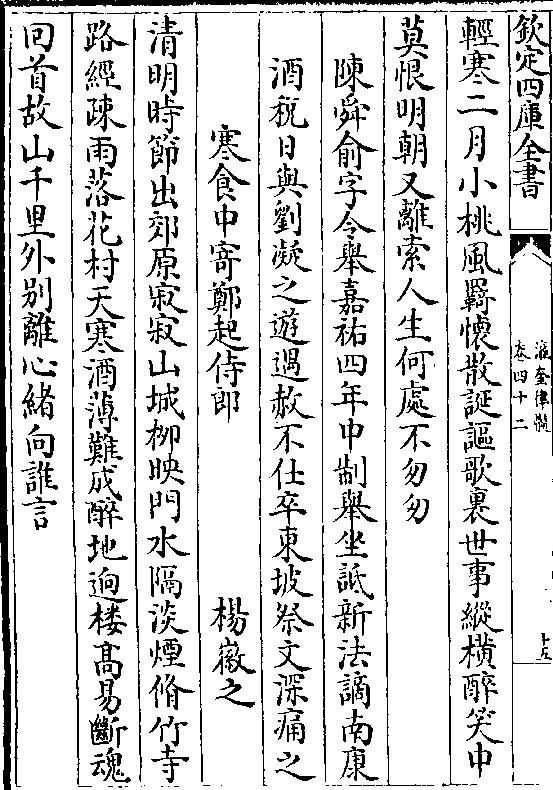 欽定四庫全書
瀛奎律髓
卷四十二
十五
輕寒二月小桃風羇懷散誕謳歌裏世事縱橫醉笑中
莫恨明朝又離索人生何處不匆匆
陳舜俞字令舉嘉祐四年中制舉坐詆新法謫南康
酒稅日與劉凝之遊遇赦不仕卒東坡祭文深痛之
寒食中寄鄭起侍郎
楊徽之
清明時節出郊原寂寂山城柳映門水隔淡煙脩竹寺
路經疎雨落花村天寒酒薄難成醉地迥樓髙易斷魂
回首故山千里外别離心緒向誰言